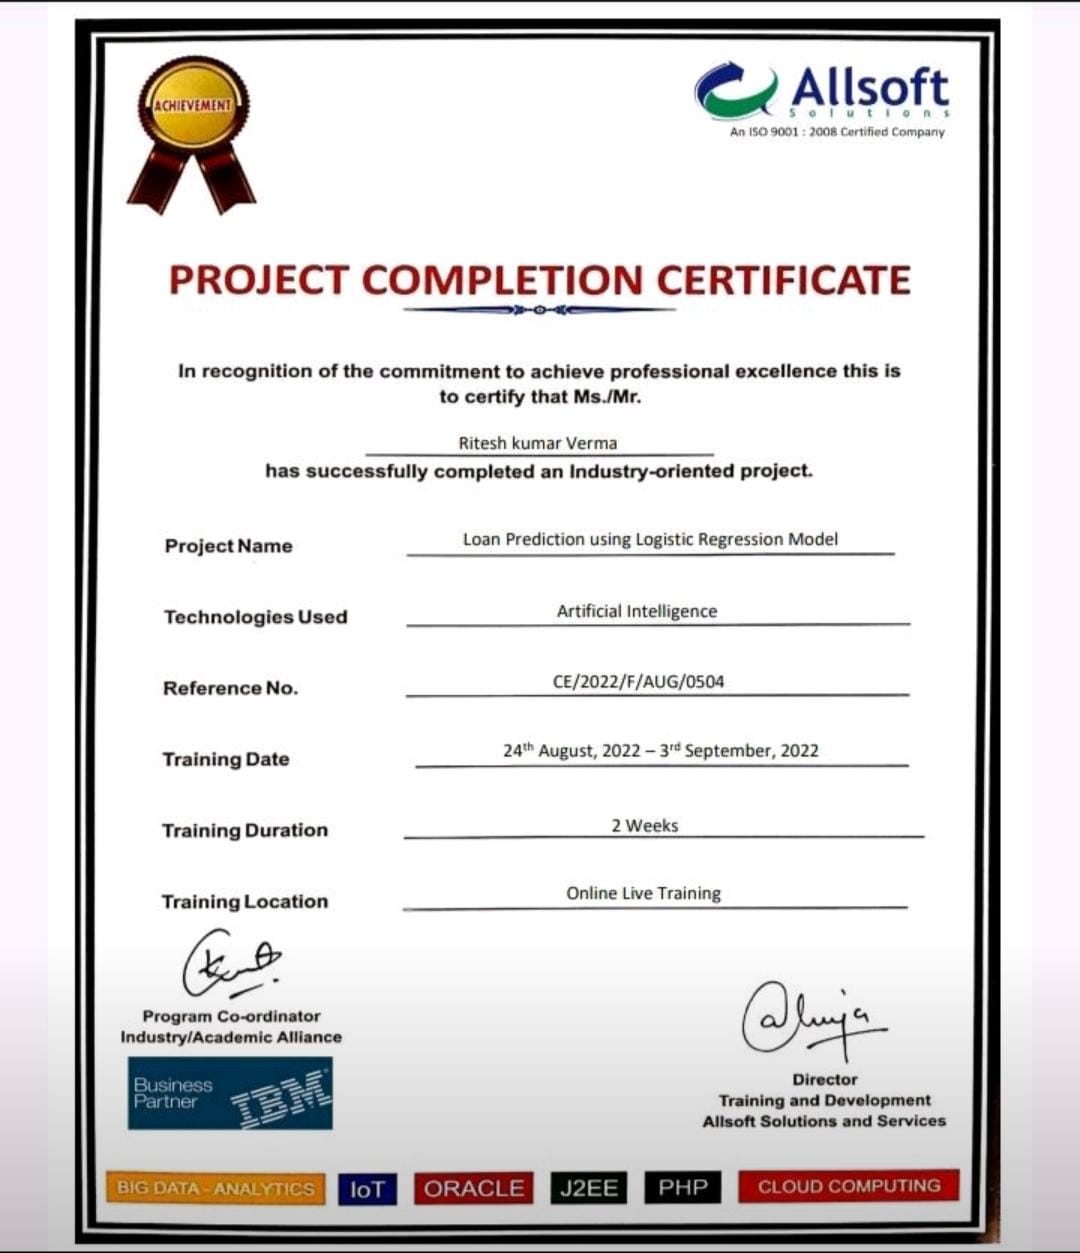 ACHIEVEMENT
Allsoft
Solutions
An ISO 9001 : 2008 Certified Company
PROJECT COMPLETION CERTIFICATE
In recognition of the commitment to achieve professional excellence this is
to certify that Ms./Mr.
Ritesh kumar Verma
has successfully completed an Industry-oriented project.
Project Name Loan Prediction using Logistic Regression Model
Technologies Used Artificial Intelligence
Reference No. CE/2022/F/AUG/0504
Training Date 24th August, 2022 – 3rd September, 2022
Training Duration 2 Weeks
Training Location Online Live Training
Program Co-ordinator
Industry/Academic Alliance
Business
Partner
IBM
Director
Training and Development
Allsoft Solutions and Services
BIG DATA - ANALYTICS IoT ORACLE J2EE PHP CLOUD COMPUTING